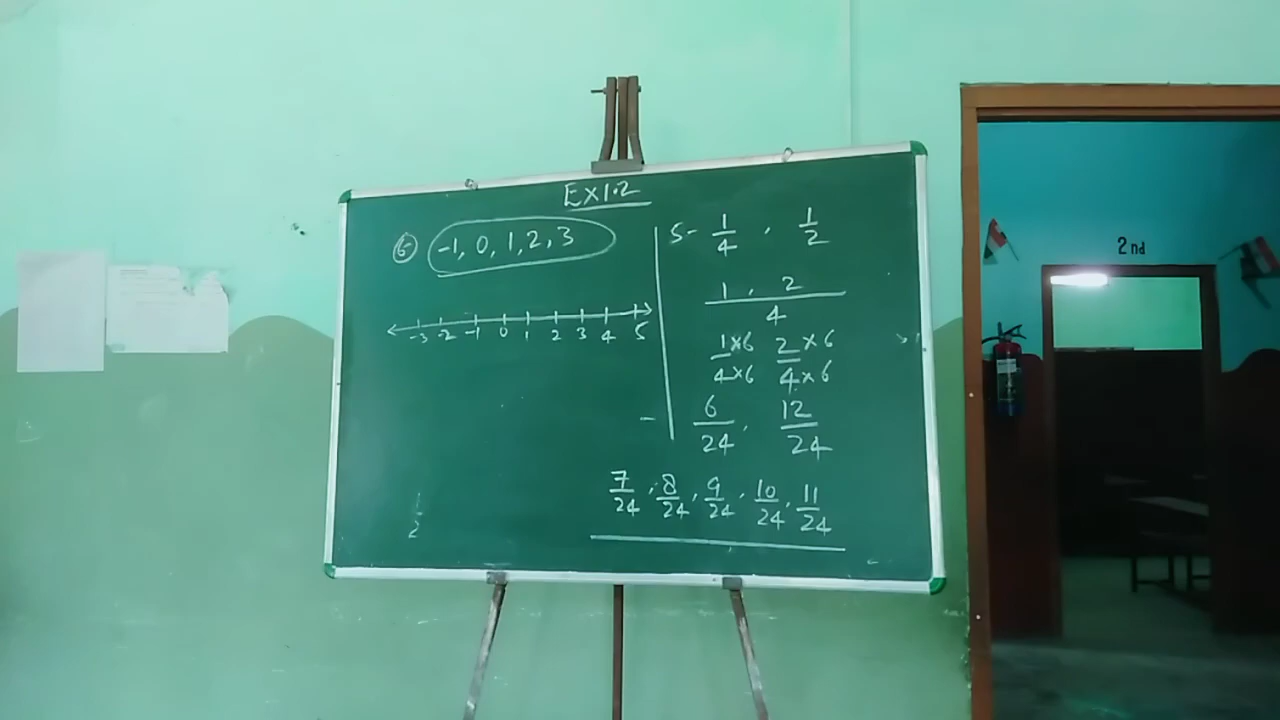 Ex1.2
6 -1, 0, 1, 2, 3
-3 -2 -1 0 1 2 3 4 5
1/2
5- 1/4 , 1/2
1 , 2 / 4
1×6/4×6 2×6/4×6
6/24 , 12/24
7/24 , 8/24 , 9/24 , 10/24 , 11/24
2nd